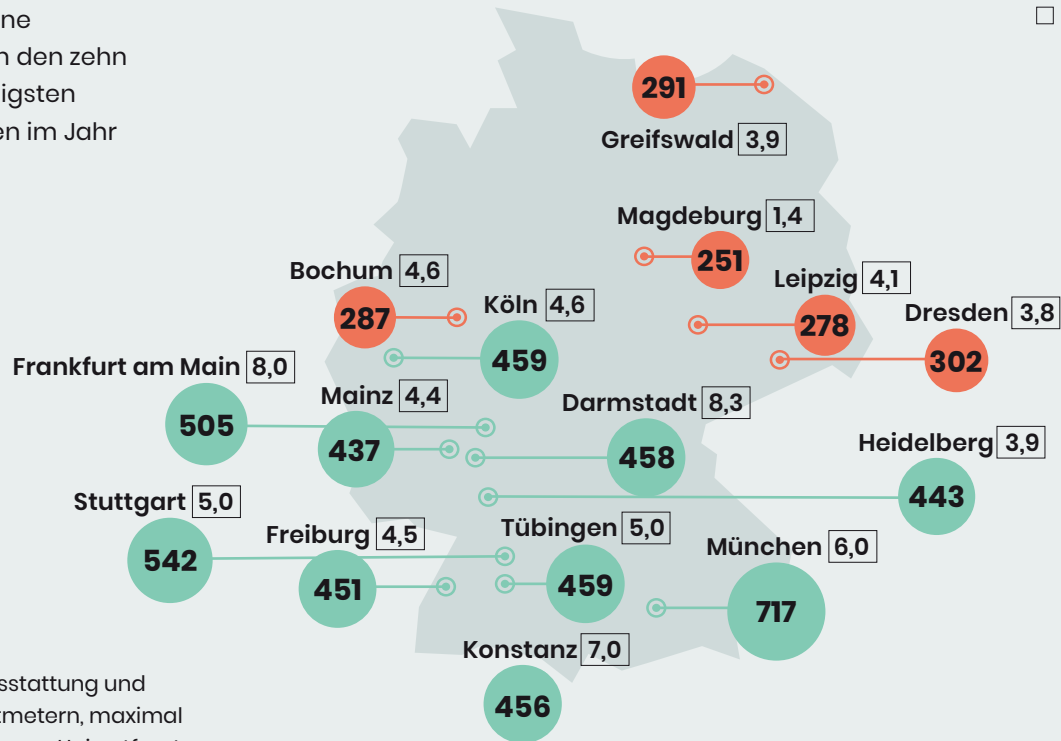 n den zehn
igsten
en im Jahr
291
Greifswald 3,9
Magdeburg 1,4
251
Bochum 4,6
287
Leipzig 4,1
278
Köln 4,6
459
Dresden 3,8
302
Frankfurt am Main 8,0
505
Mainz 4,4
437
Darmstadt 8,3
458
Heidelberg 3,9
443
Stuttgart 5,0
542
Freiburg 4,5
451
Tübingen 5,0
459
München 6,0
717
Konstanz 7,0
456
sstattung und
tmetern, maximal